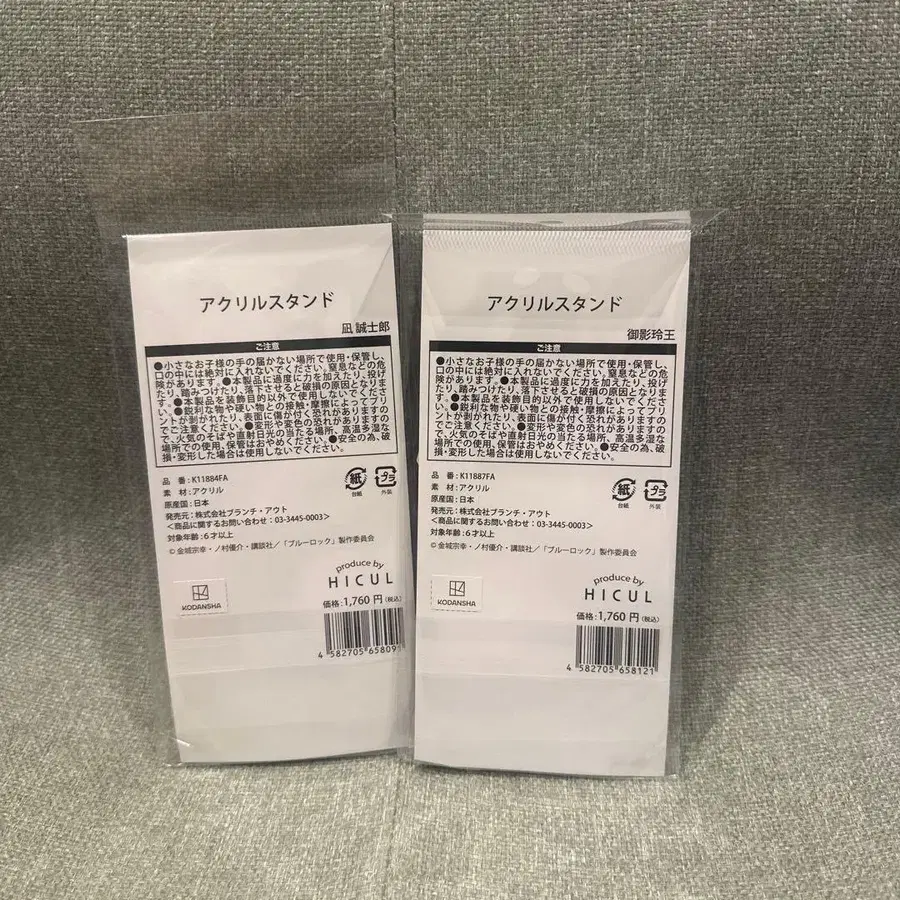 アクリルスタンド
凪 誠士郎
ご注意
●小さなお子様の手の届かない場所で使用・保管し、
口の中には絶対に入れないでください。窒息などの危
険があります。●本製品に過度に力を加えたり、投げ
たり、踏みつけたり、落下させると破損の原因となりま
す。●本製品を装飾目的以外で使用しないでくださ
い。●鋭利な物や硬い物との接触・摩擦によってプリ
ントが剥がれたり、表面に傷が付く恐れがありますの
でご注意ください。●変形や変色の恐れがありますの
で、火気のそばや直射日光の当たる場所、高温多湿な
場所での使用、保管はおやめください。●安全の為、破
損・変形した場合は使用しないでください。
品 番:K11884FA
素 材:アクリル
原産国:日本
発売元:株式会社ブランチ・アウト
<商品に関するお問い合わせ:03-3445-0003>
対象年齢:6才以上
紙
台紙
プラ
外装
© 金城宗幸・ノ村優介・講談社/「ブルーロック」製作委員会
KODANSHA
produce by
HICUL
価格:1,760 円(税込)
4 582705 65809
アクリルスタンド
御影玲王
ご注意
●小さなお子様の手の届かない場所で使用・保管し、
口の中には絶対に入れないでください。窒息などの危
険があります。●本製品に過度に力を加えたり、投げ
たり、踏みつけたり、落下させると破損の原因となりま
す。●本製品を装飾目的以外で使用しないでくださ
い。●鋭利な物や硬い物との接触・摩擦によってプリ
ントが剥がれたり、表面に傷が付く恐れがありますの
でご注意ください。●変形や変色の恐れがありますの
で、火気のそばや直射日光の当たる場所、高温多湿な
場所での使用、保管はおやめください。●安全の為、破
損・変形した場合は使用しないでください。
品 番:K11887FA
素 材:アクリル
原産国:日本
発売元:株式会社ブランチ・アウト
<商品に関するお問い合わせ:03-3445-0003>
対象年齢:6才以上
紙
台紙
プラ
外装
© 金城宗幸・ノ村優介・講談社/「ブルーロック」製作委員会
KODANSHA
produce by
HICUL
価格:1,760 円(税込)
4 582705 658121